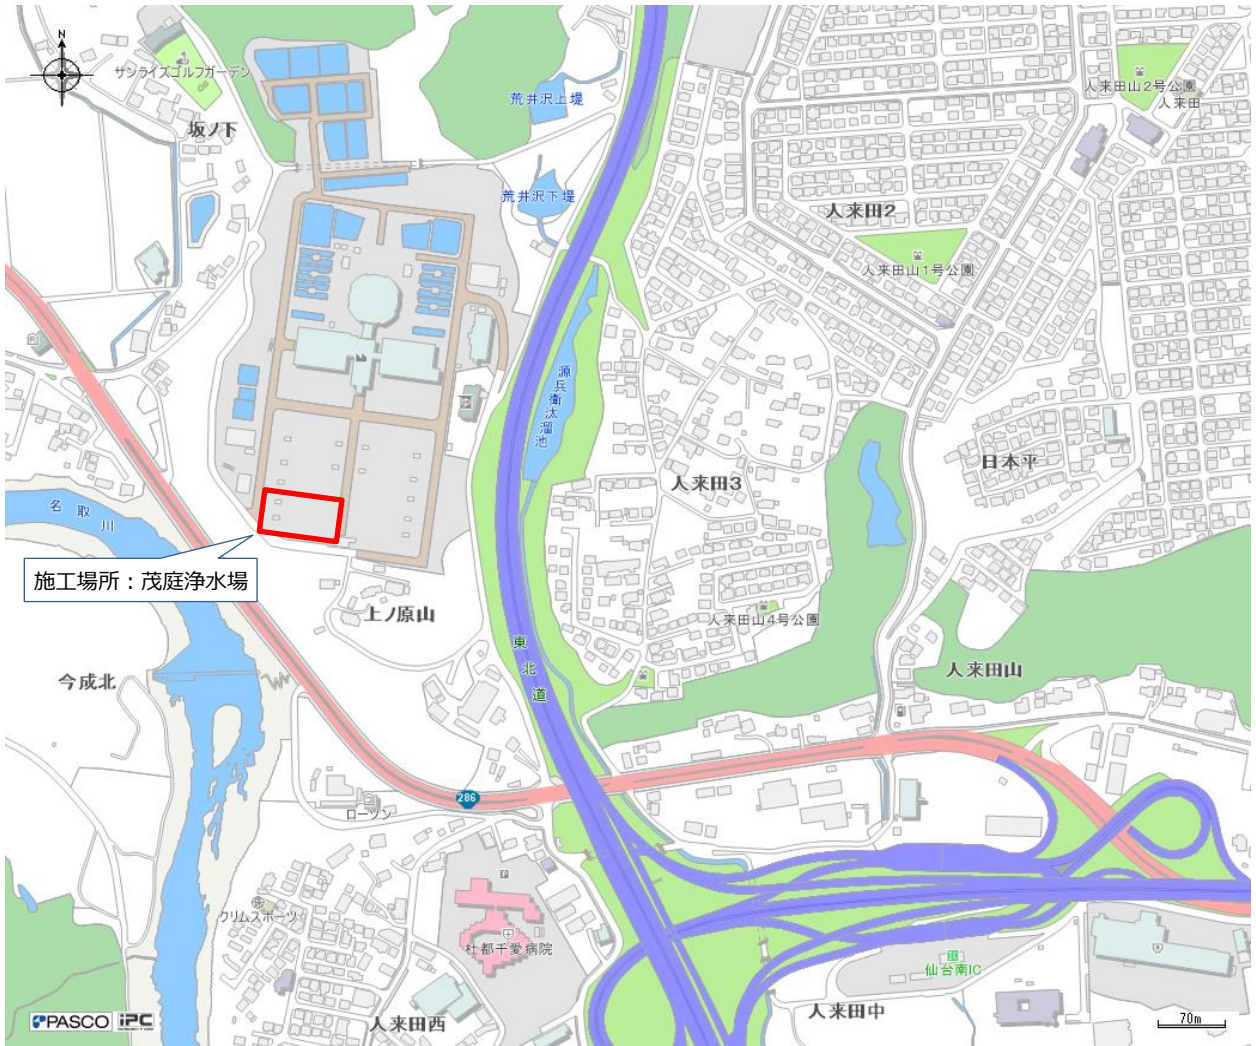 N
サンライズゴルフガーデン
坂ノ下
荒井沢上堤
荒井沢下堤
人来田山2号公園
人来田
人来田2
人来田山1号公園
源兵衛汰溜池
日本平
人来田3
名取川
施工場所：茂庭浄水場
上ノ原山
人来田山4号公園
東北道
人来田山
今成北
286
ローソン
クリムスポーツ
P
杜都千愛病院
仙台南IC
人来田中
人来田西
PASCO iPC
70m